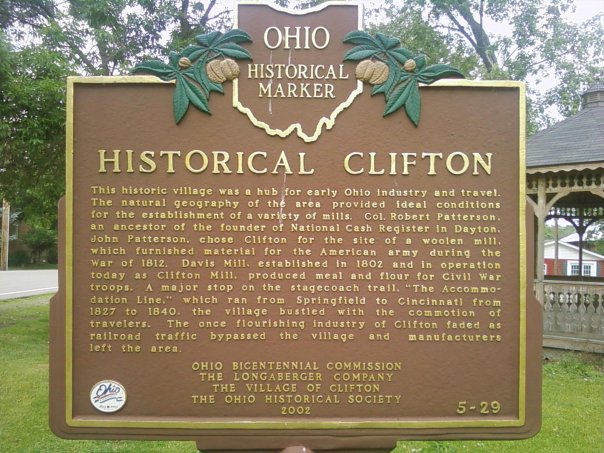 OHIO
HISTORICAL
MARKER
HISTORICAL CLIFTON
This historic village was a hub for early Ohio industry and travel.
The natural geography of the area provided ideal conditions
for the establishment of a variety of mills. Col. Robert Patterson,
an ancestor of the founder of National Cash Register in Dayton,
John Patterson, chose Clifton for the site of a woolen mill,
which furnished material for the American army during the
War of 1812. Davis Mill, established in 1802 and in operation
today as Clifton Mill, produced meal and flour for Civil War
troops. A major stop on the stagecoach trail, "The Accommo-
dation Line," which ran from Springfield to Cincinnati from
1827 to 1840, the village bustled with the commotion of
travelers. The once flourishing industry of Clifton faded as
railroad traffic bypassed the village and manufacturers
left the area.
OHIO BICENTENNIAL COMMISSION
THE LONGABERGER COMPANY
THE VILLAGE OF CLIFTON
THE OHIO HISTORICAL SOCIETY
2002
5-29
Ohio